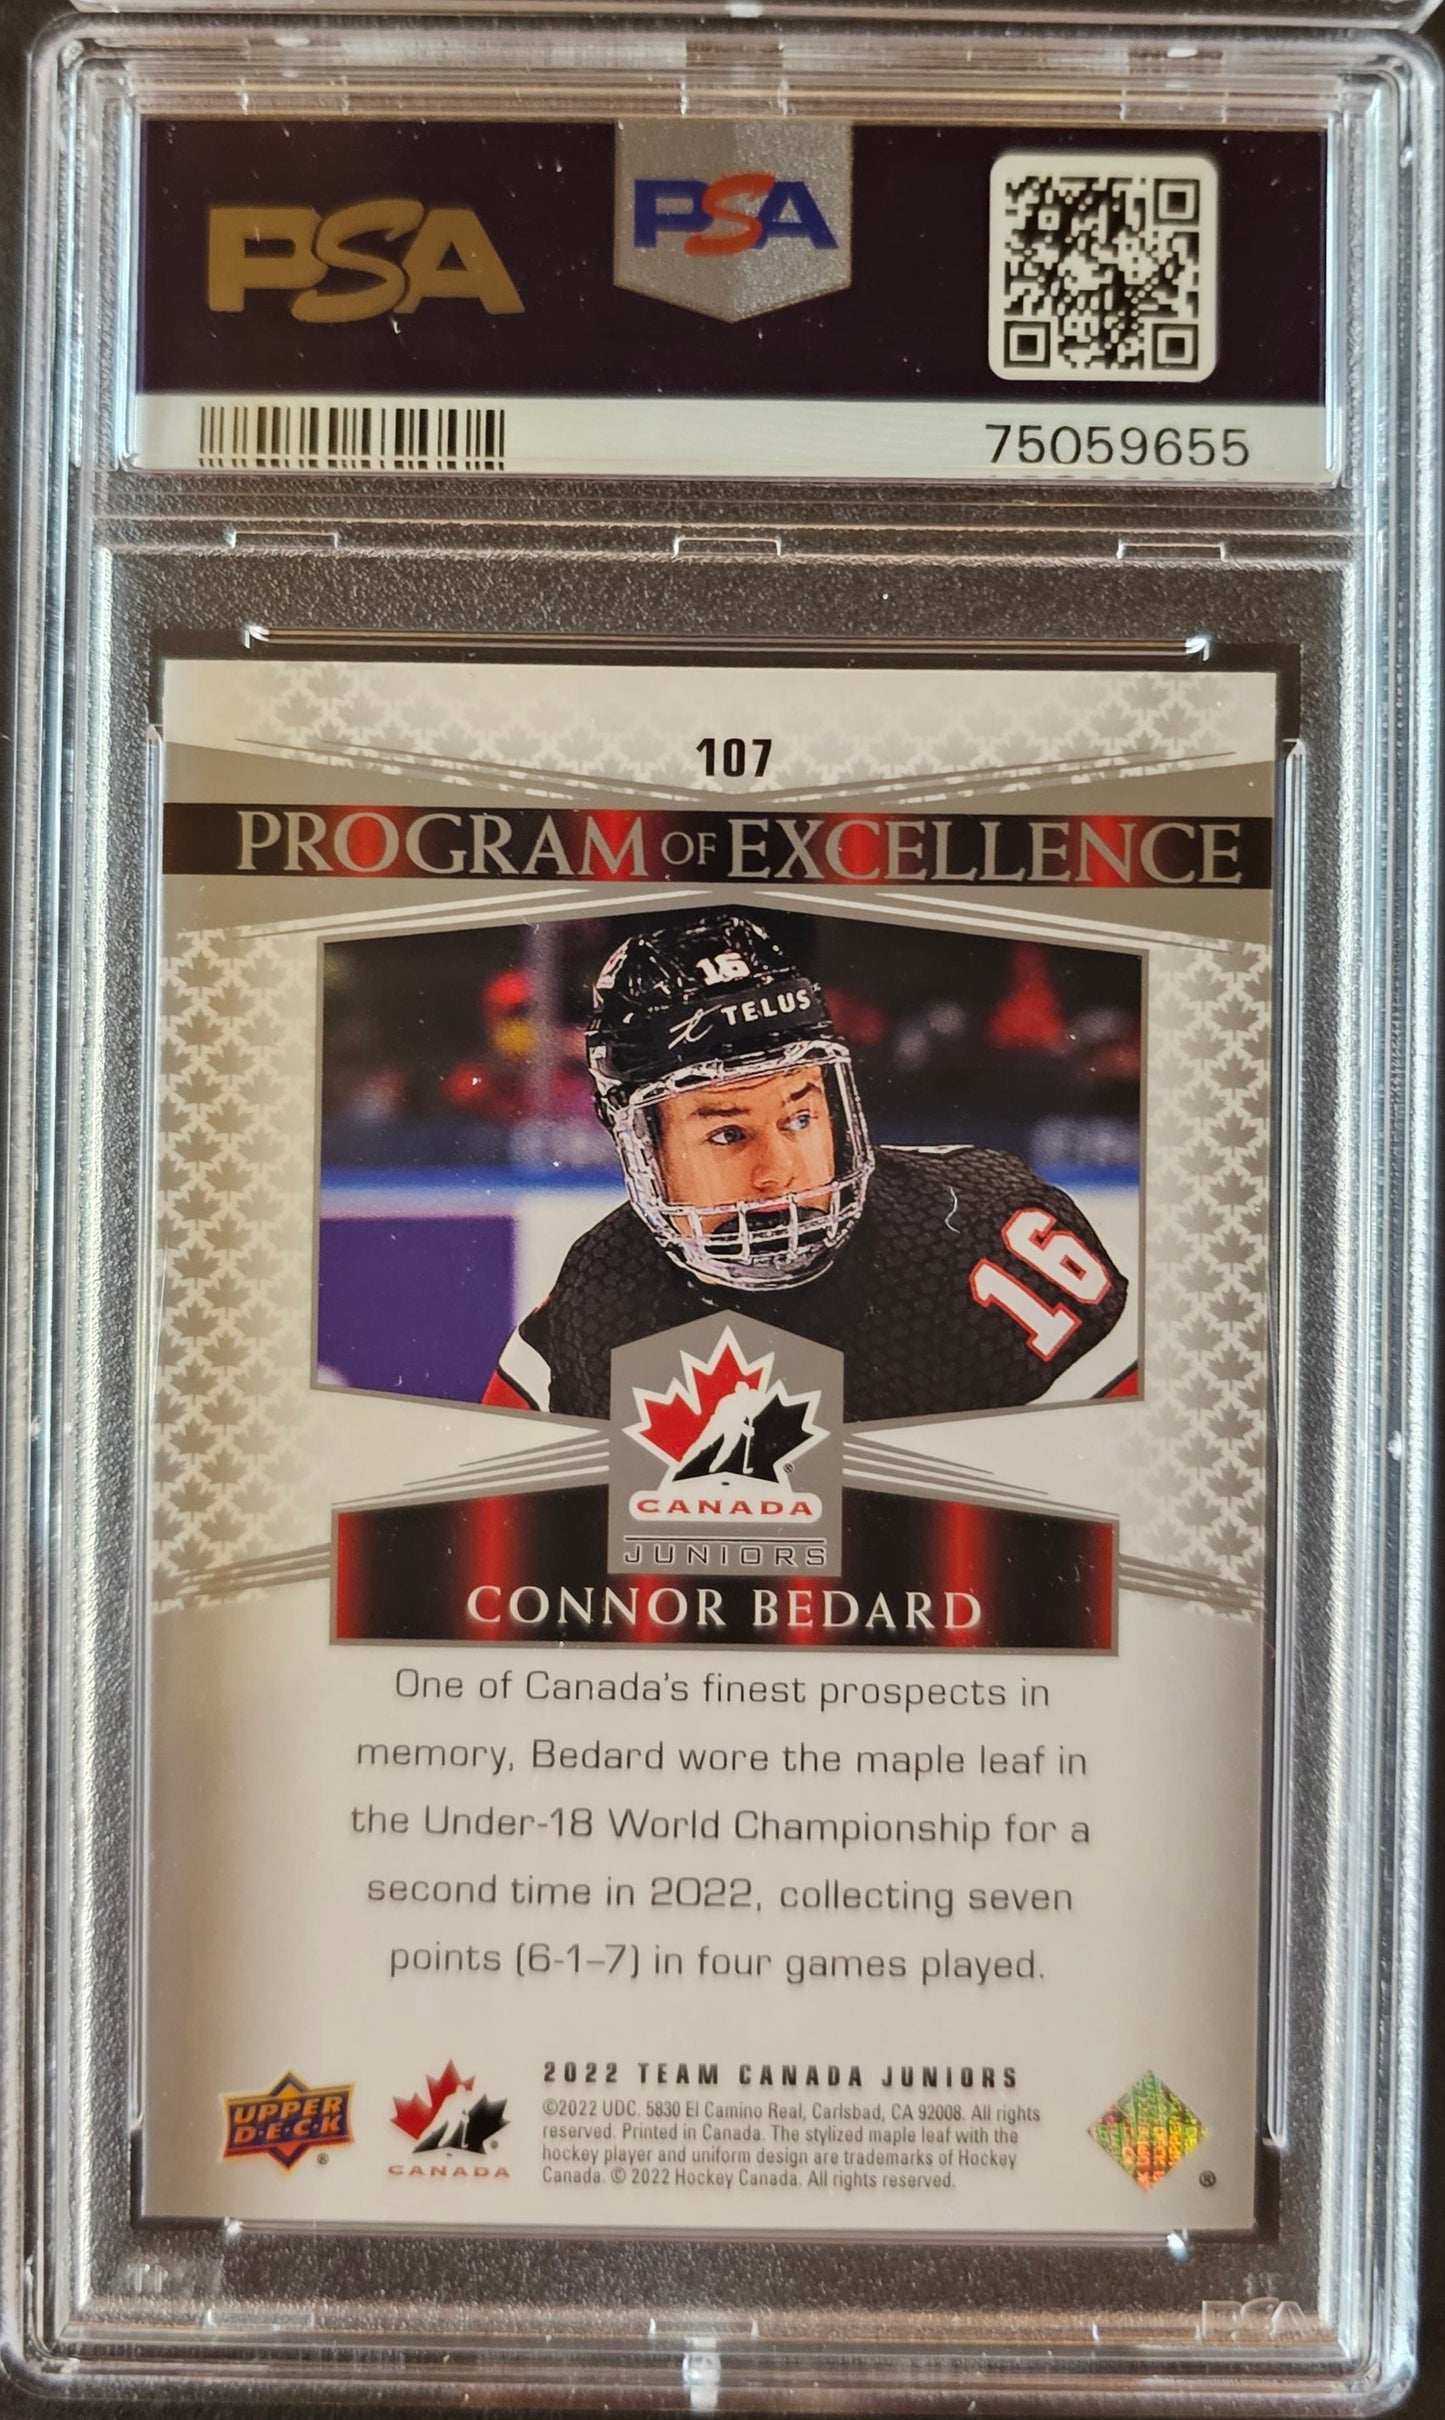 PSA
PSA
75059655
107
PROGRAM OF EXCELLENCE
16
TELUS
16
CANADA
JUNIORS
CONNOR BEDARD
One of Canada's finest prospects in
memory, Bedard wore the maple leaf in
the Under-18 World Championship for a
second time in 2022, collecting seven
points (6-1–7) in four games played.
UPPER
D·E·C·K
®
CANADA
2022 TEAM CANADA JUNIORS
©2022 UDC. 5830 El Camino Real, Carlsbad, CA 92008. All rights
reserved. Printed in Canada. The stylized maple leaf with the
hockey player and uniform design are trademarks of Hockey
Canada. © 2022 Hockey Canada. All rights reserved.
®
PSA